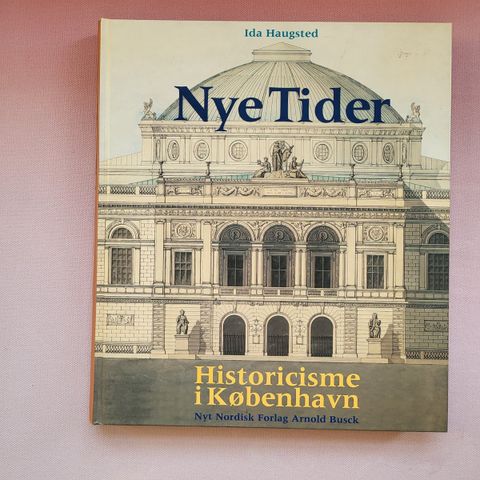 Ida Haugsted
Nye Tider
Historicisme
i København
Nyt Nordisk Forlag Arnold Busck